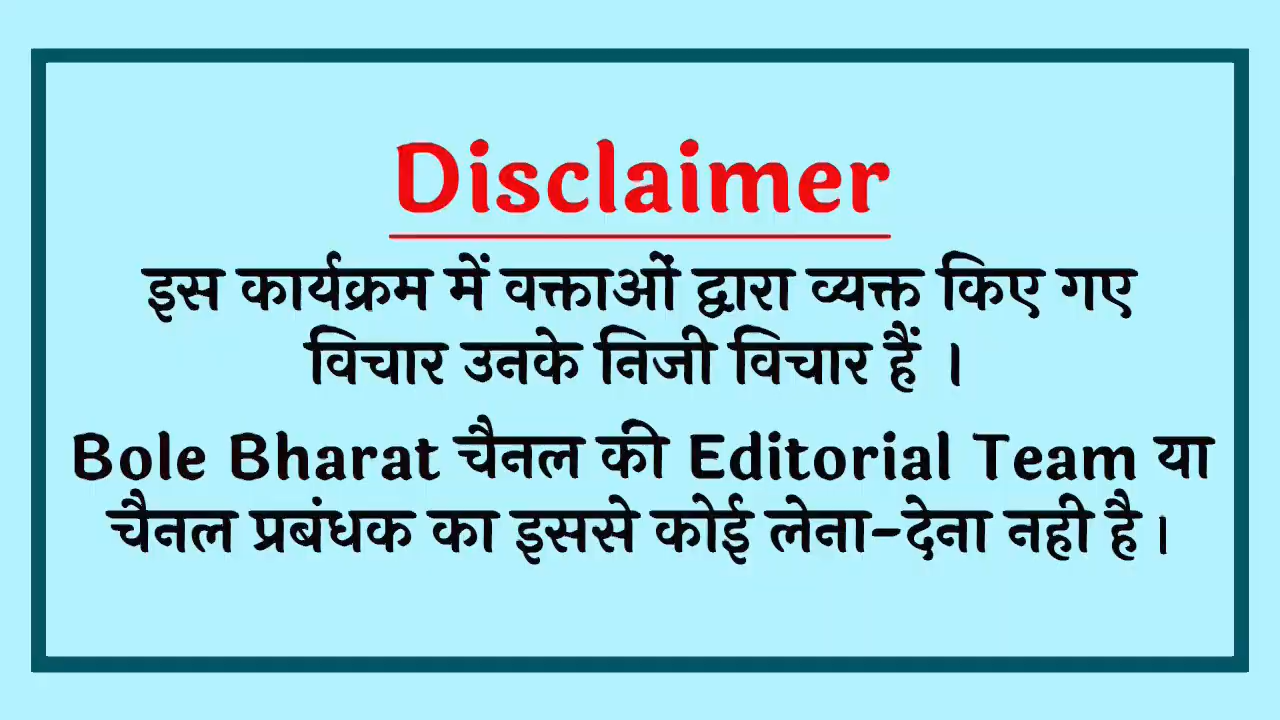 Disclaimer
इस कार्यक्रम में वक्ताओं द्वारा व्यक्त किए गए
विचार उनके निजी विचार हैं ।
Bole Bharat चैनल की Editorial Team या
चैनल प्रबंधक का इससे कोई लेना-देना नही है।